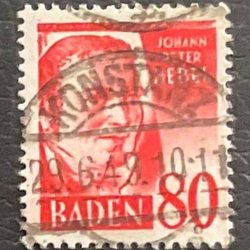 JOHANN
PETER
HEBEL
KONSTANZ
29.6.49.10-11
BADEN 80